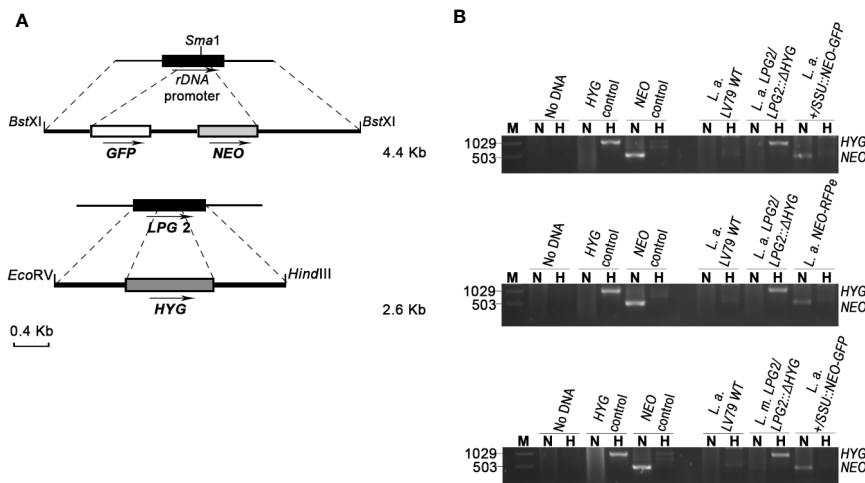 A
Sma1
rDNA
promoter
BstXI
BstXI
GFP
NEO
4.4 Kb
LPG 2
EcoRV
HindIII
HYG
2.6 Kb
0.4 Kb
B
No DNA
HYG control
NEO control
L. a. LV79 WT
L. a. LPG2/ LPG2::ΔHYG
L. a. +/SSU::NEO-GFP
M N H N H N H N H N H N H
1029 HYG
503 NEO
No DNA
HYG control
NEO control
L. a. LV79 WT
L. a. LPG2/ LPG2::ΔHYG
L. a. NEO-RFPe
M N H N H N H N H N H N H
1029 HYG
503 NEO
No DNA
HYG control
NEO control
L. a. LV79 WT
L. m. LPG2/ LPG2::ΔHYG
L. a. +/SSU::NEO-GFP
M N H N H N H N H N H N H
1029 HYG
503 NEO